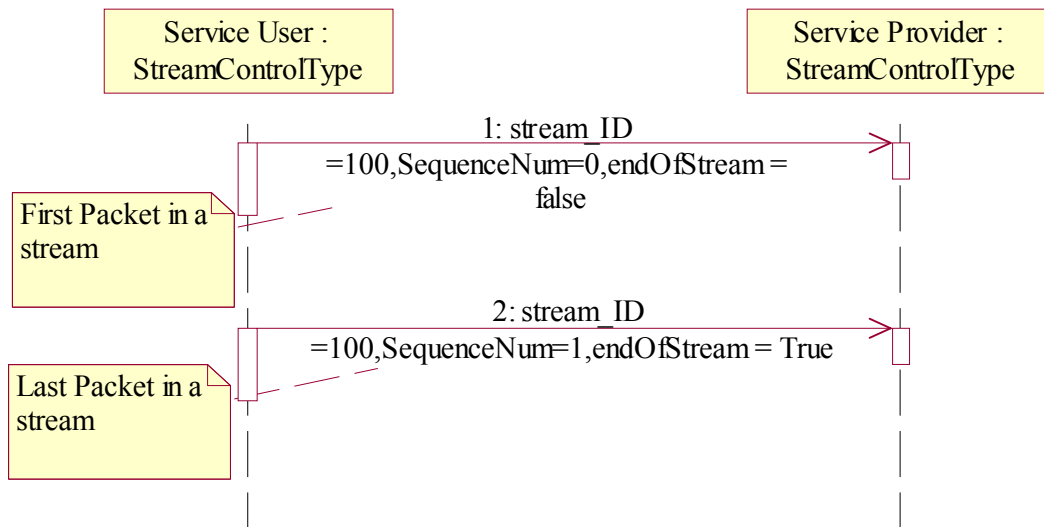 Service User :
StreamControlType
Service Provider :
StreamControlType
1: stream_ID
=100,SequenceNum=0,endOfStream =
false
First Packet in a
stream
2: stream_ID
=100,SequenceNum=1,endOfStream = True
Last Packet in a
stream